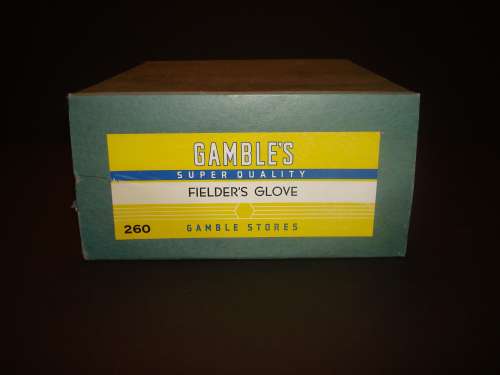 GAMBLE'S
SUPER QUALITY
FIELDER'S GLOVE
260 GAMBLE STORES